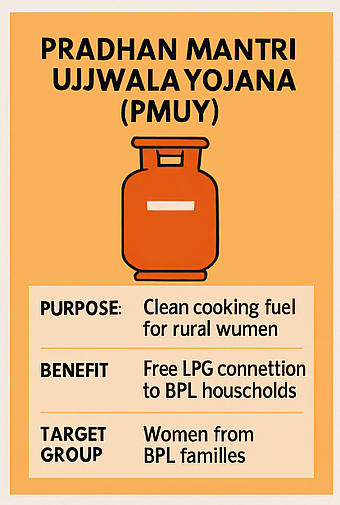 PRADHAN MANTRI
UJJWALA YOJANA
(PMUY)
PURPOSE: Clean cooking fuel
for rural wumen
BENEFIT Free LPG connettion
to BPL houscholds
TARGET Women from
GROUP BPL familles